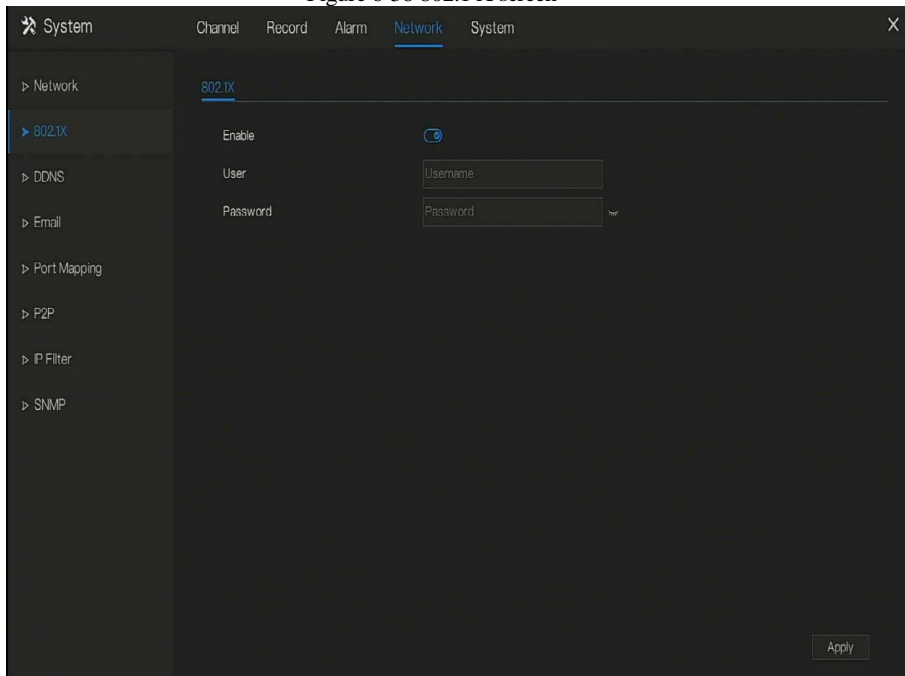 System Channel Record Alarm Network System X
Network
802.1X
802.1X
Enable
DDNS
User
Username
Email
Password
Password
Port Mapping
P2P
IP Filter
SNMP
Apply